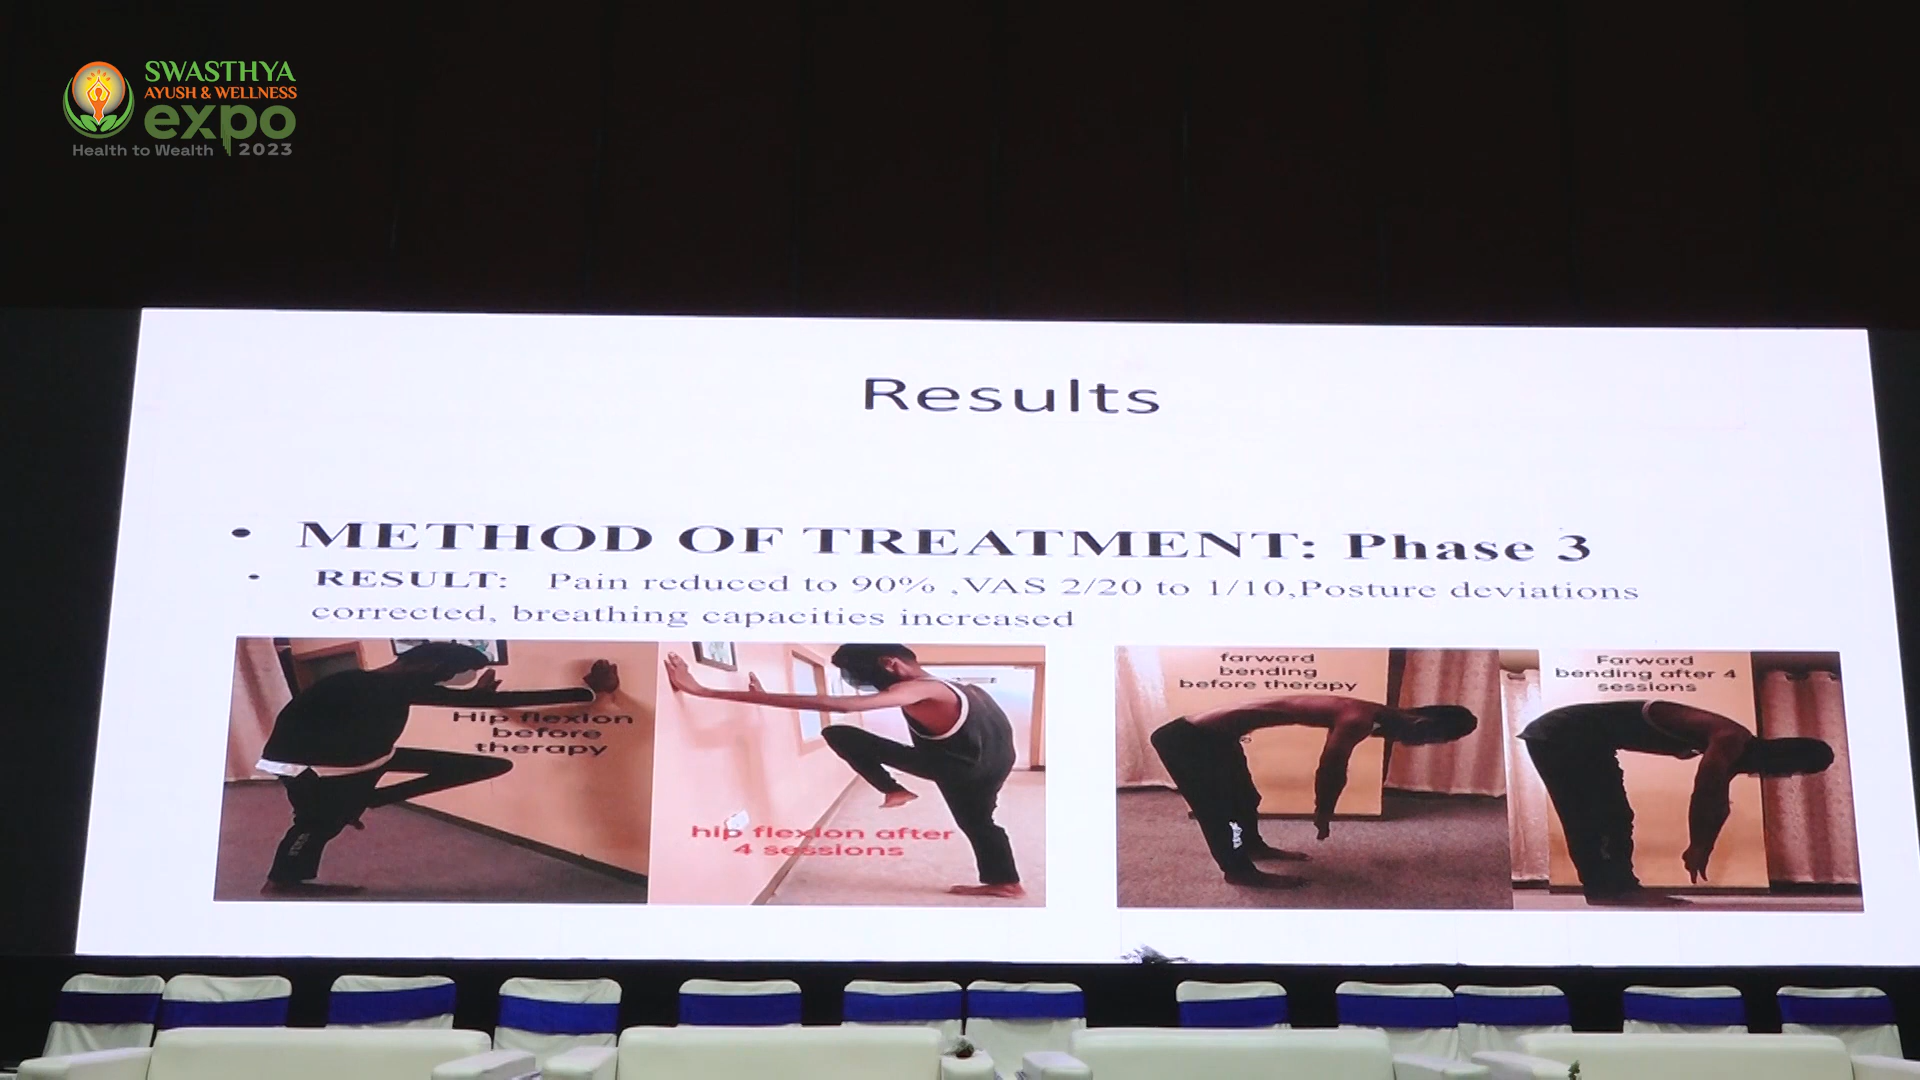 SWASTHYA
AYUSH & WELLNESS
expo
Health to Wealth 2023
Results
• METHOD OF TREATMENT: Phase 3
• RESULT: Pain reduced to 90% ,VAS 2/20 to 1/10,Posture deviations
corrected, breathing capacities increased
Hip flexion
before
therapy
hip flexion after
4 sessions
farward
bending
before therapy
Farward
bending after 4
sessions